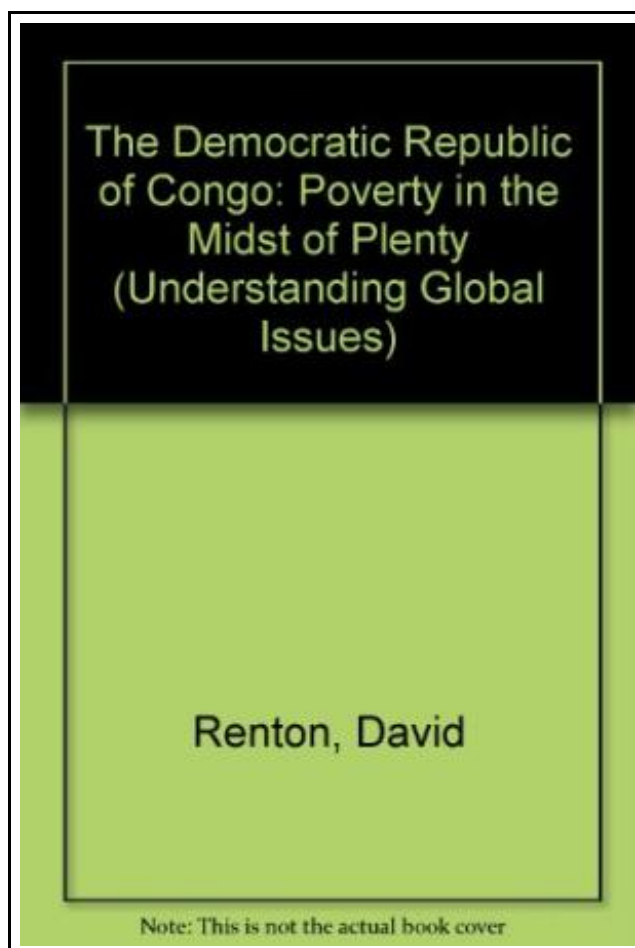 The Democratic Republic
of Congo: Poverty in the
Midst of Plenty
(Understanding Global
Issues)
Renton, David
Note: This is not the actual book cover